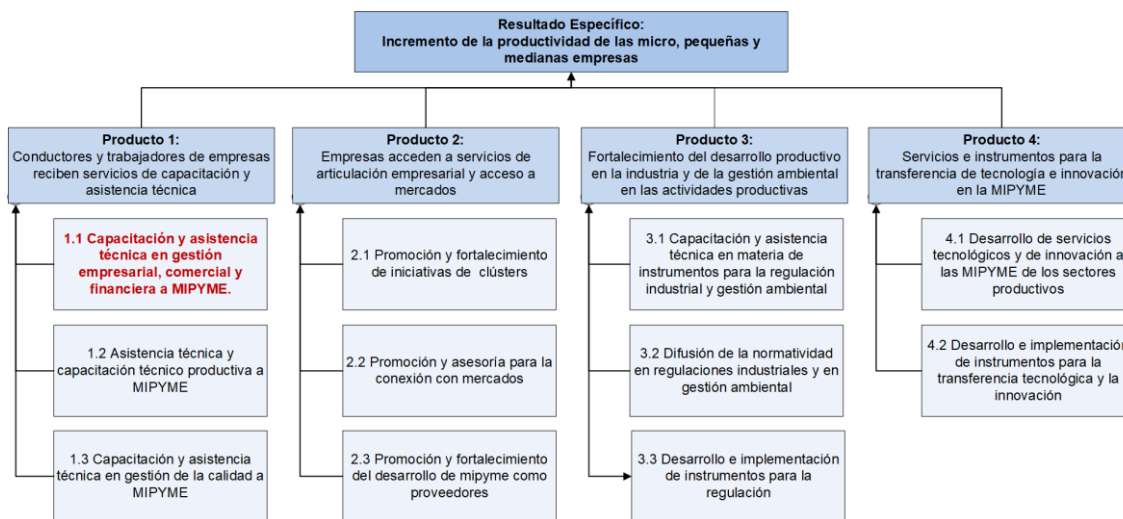 Resultado Específico:
Incremento de la productividad de las micro, pequeñas y
medianas empresas
Producto 1:
Conductores y trabajadores de empresas
reciben servicios de capacitación y
asistencia técnica
1.1 Capacitación y asistencia
técnica en gestión
empresarial, comercial y
financiera a MIPYME.
1.2 Asistencia técnica y
capacitación técnico productiva a
MIPYME
1.3 Capacitación y asistencia
técnica en gestión de la calidad a
MIPYME
Producto 2:
Empresas acceden a servicios de
articulación empresarial y acceso a
mercados
2.1 Promoción y fortalecimiento
de iniciativas de clústers
2.2 Promoción y asesoría para la
conexión con mercados
2.3 Promoción y fortalecimiento
del desarrollo de mipyme como
proveedores
Producto 3:
Fortalecimiento del desarrollo productivo
en la industria y de la gestión ambiental
en las actividades productivas
3.1 Capacitación y asistencia
técnica en materia de
instrumentos para la regulación
industrial y gestión ambiental
3.2 Difusión de la normatividad
en regulaciones industriales y en
gestión ambiental
3.3 Desarrollo e implementación
de instrumentos para la
regulación
Producto 4:
Servicios e instrumentos para la
transferencia de tecnología e innovación
en la MIPYME
4.1 Desarrollo de servicios
tecnológicos y de innovación a
las MIPYME de los sectores
productivos
4.2 Desarrollo e implementación
de instrumentos para la
transferencia tecnológica y la
innovación